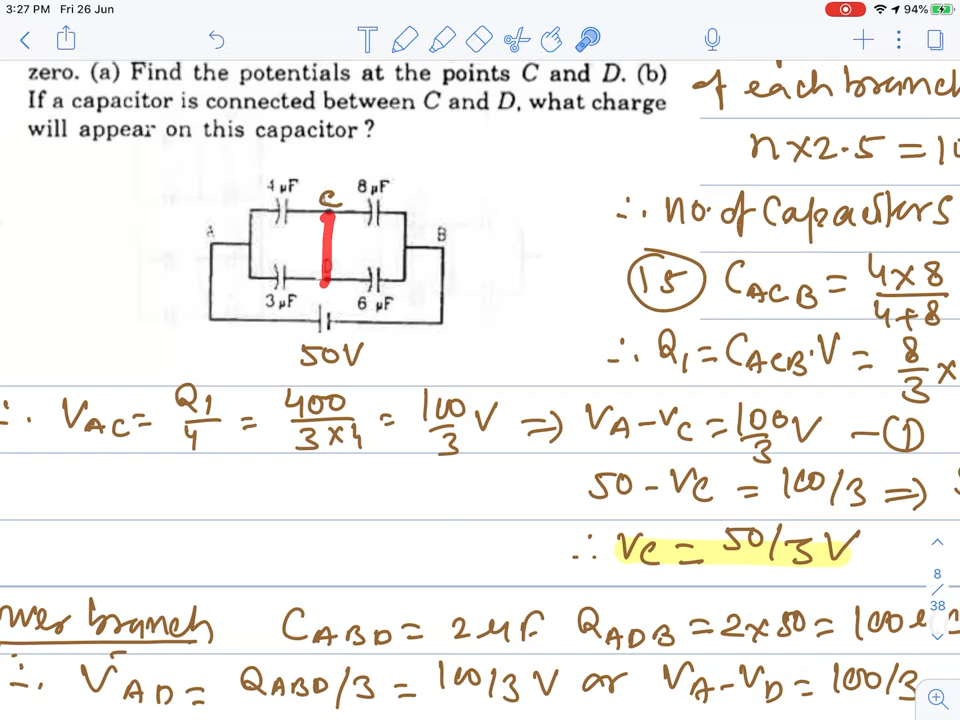 3:27 PM Fri 26 Jun
94%
zero. (a) Find the potentials at the points C and D. (b)
If a capacitor is connected between C and D, what charge
will appear on this capacitor ?
of each branch
n×2.5 = 10
4 μF C 8 μF
∴ no. of Capacitors
A B
15 C_ACB = 4×8/4+8
D
3 μF 6 μF
50V
∴ Q1 = C_ACB·V = 8/3 ×
∴ V_AC = Q1/4 = 400/3×4 = 100/3 V ⇒ V_A-V_C = 100/3 V —①
50 - V_C = 100/3 ⇒
∴ V_C = 50/3 V
8
/
38
branch C_ABD = 2μF Q_ADB = 2×50 = 100
∴ V_AD = Q_ABD/3 = 100/3 V or V_A-V_D = 100/3